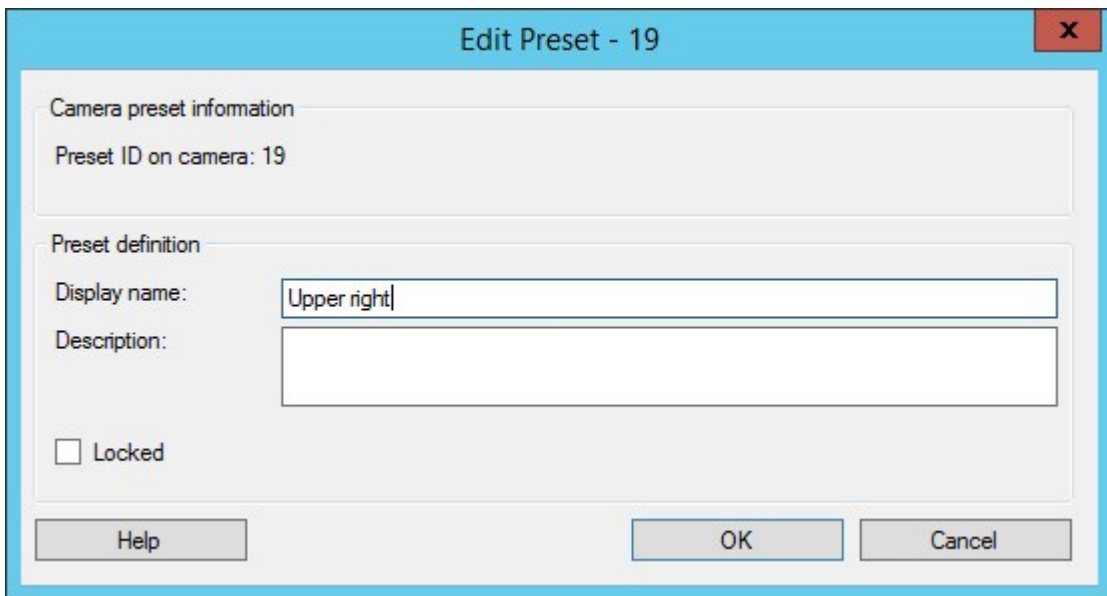 Edit Preset - 19
x
Camera preset information
Preset ID on camera: 19
Preset definition
Display name: Upper right
Description:
Locked
Help OK Cancel